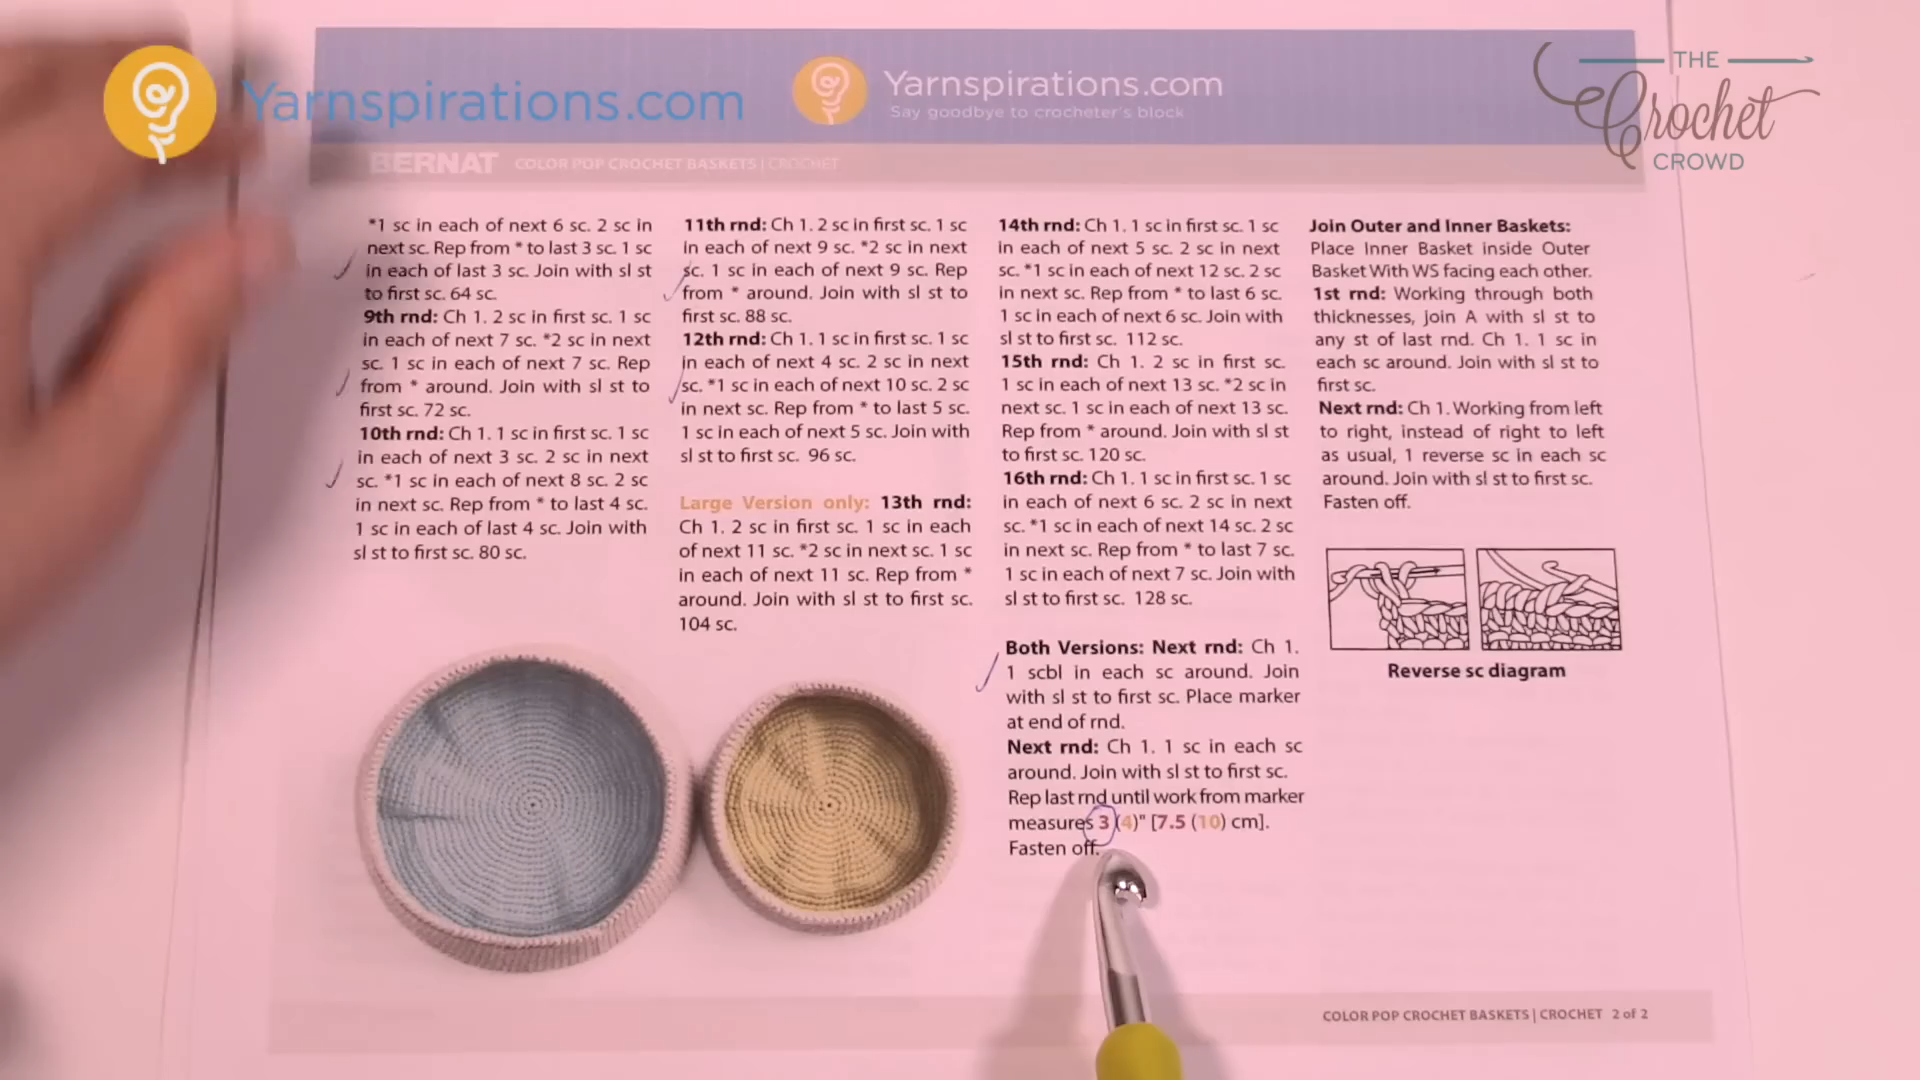 Yarnspirations.com
Yarnspirations.com
Say goodbye to crocheter's block
THE
Crochet
CROWD
BERNAT COLOR POP CROCHET BASKETS | CROCHET
*1 sc in each of next 6 sc. 2 sc in
next sc. Rep from * to last 3 sc. 1 sc
in each of last 3 sc. Join with sl st
to first sc. 64 sc.
9th rnd: Ch 1. 2 sc in first sc. 1 sc
in each of next 7 sc. *2 sc in next
sc. 1 sc in each of next 7 sc. Rep
from * around. Join with sl st to
first sc. 72 sc.
10th rnd: Ch 1. 1 sc in first sc. 1 sc
in each of next 3 sc. 2 sc in next
sc. *1 sc in each of next 8 sc. 2 sc
in next sc. Rep from * to last 4 sc.
1 sc in each of last 4 sc. Join with
sl st to first sc. 80 sc.
11th rnd: Ch 1. 2 sc in first sc. 1 sc
in each of next 9 sc. *2 sc in next
sc. 1 sc in each of next 9 sc. Rep
from * around. Join with sl st to
first sc. 88 sc.
12th rnd: Ch 1. 1 sc in first sc. 1 sc
in each of next 4 sc. 2 sc in next
sc. *1 sc in each of next 10 sc. 2 sc
in next sc. Rep from * to last 5 sc.
1 sc in each of next 5 sc. Join with
sl st to first sc. 96 sc.
Large Version only: 13th rnd:
Ch 1. 2 sc in first sc. 1 sc in each
of next 11 sc. *2 sc in next sc. 1 sc
in each of next 11 sc. Rep from *
around. Join with sl st to first sc.
104 sc.
14th rnd: Ch 1. 1 sc in first sc. 1 sc
in each of next 5 sc. 2 sc in next
sc. *1 sc in each of next 12 sc. 2 sc
in next sc. Rep from * to last 6 sc.
1 sc in each of next 6 sc. Join with
sl st to first sc. 112 sc.
15th rnd: Ch 1. 2 sc in first sc.
1 sc in each of next 13 sc. *2 sc in
next sc. 1 sc in each of next 13 sc.
Rep from * around. Join with sl st
to first sc. 120 sc.
16th rnd: Ch 1. 1 sc in first sc. 1 sc
in each of next 6 sc. 2 sc in next
sc. *1 sc in each of next 14 sc. 2 sc
in next sc. Rep from * to last 7 sc.
1 sc in each of next 7 sc. Join with
sl st to first sc. 128 sc.
Both Versions: Next rnd: Ch 1.
1 scbl in each sc around. Join
with sl st to first sc. Place marker
at end of rnd.
Next rnd: Ch 1. 1 sc in each sc
around. Join with sl st to first sc.
Rep last rnd until work from marker
measures 3 (4)" [7.5 (10) cm].
Fasten off.
Join Outer and Inner Baskets:
Place Inner Basket inside Outer
Basket With WS facing each other.
1st rnd: Working through both
thicknesses, Join A with sl st to
any st of last rnd. Ch 1. 1 sc in
each sc around. Join with sl st to
first sc.
Next rnd: Ch 1. Working from left
to right, instead of right to left
as usual, 1 reverse sc in each sc
around. Join with sl st to first sc.
Fasten off.
Reverse sc diagram
COLOR POP CROCHET BASKETS | CROCHET 2 of 2